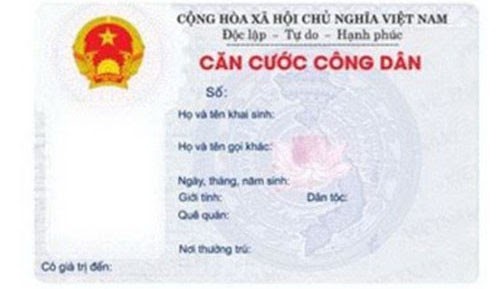 CỘNG HÒA XÃ HỘI CHỦ NGHĨA VIỆT NAM
Độc lập - Tự do - Hạnh phúc
CĂN CƯỚC CÔNG DÂN
Số:
Họ và tên khai sinh:
Họ và tên gọi khác:
Ngày, tháng, năm sinh:
Giới tính: Dân tộc:
Quê quán:
Nơi thường trú:
Có giá trị đến: